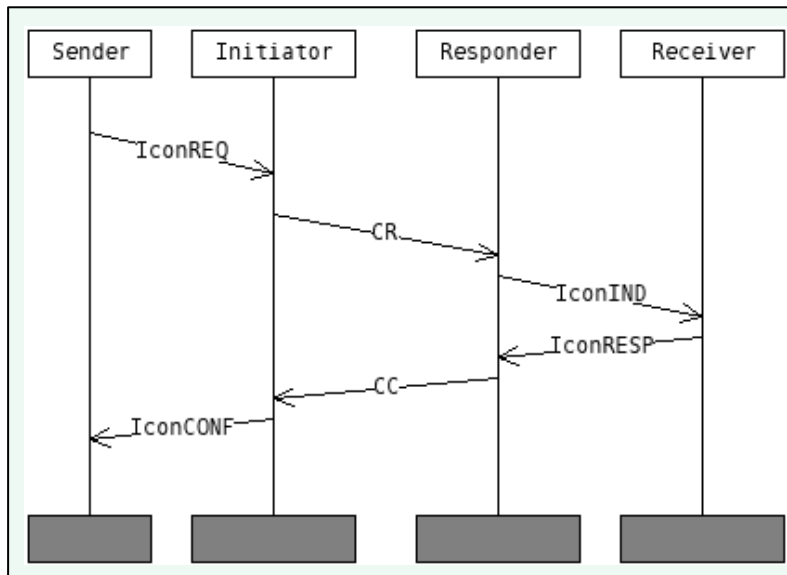 Sender Initiator Responder Receiver
IconREQ
CR
IconIND
IconRESP
CC
IconCONF